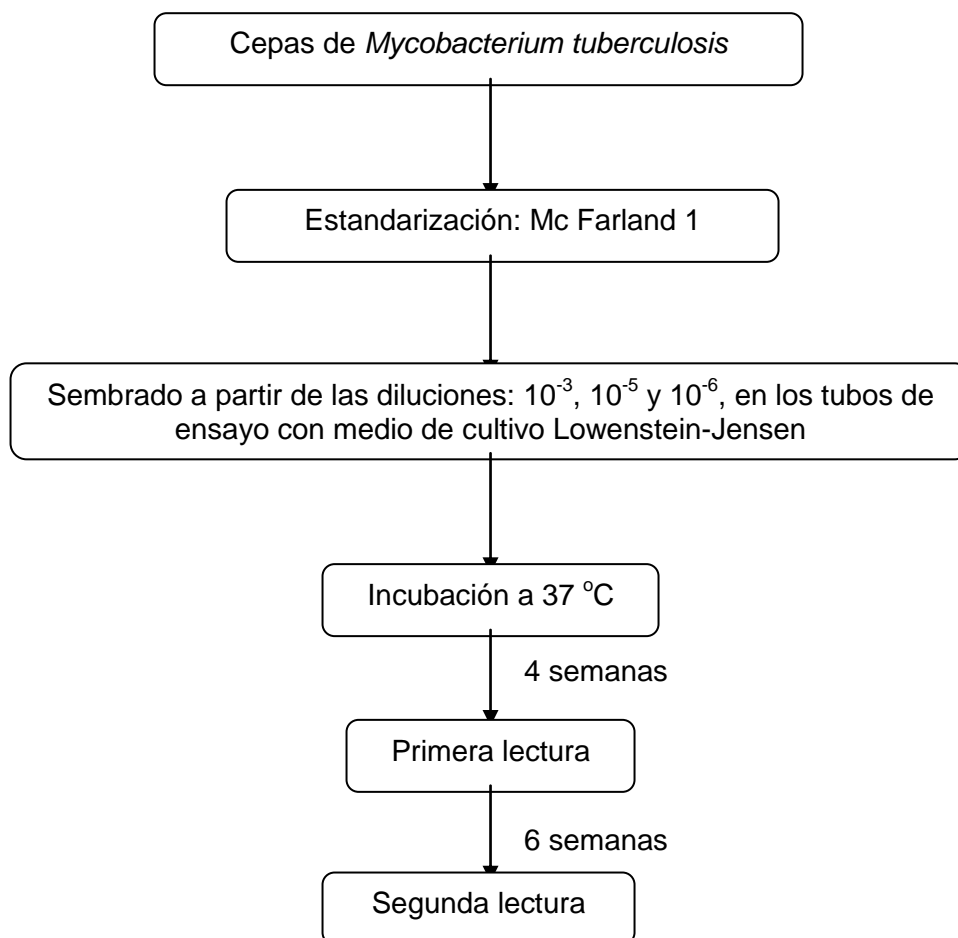 Cepas de Mycobacterium tuberculosis
Estandarización: Mc Farland 1
Sembrado a partir de las diluciones: 10⁻³, 10⁻⁵ y 10⁻⁶, en los tubos de
ensayo con medio de cultivo Lowenstein-Jensen
Incubación a 37 °C
4 semanas
Primera lectura
6 semanas
Segunda lectura